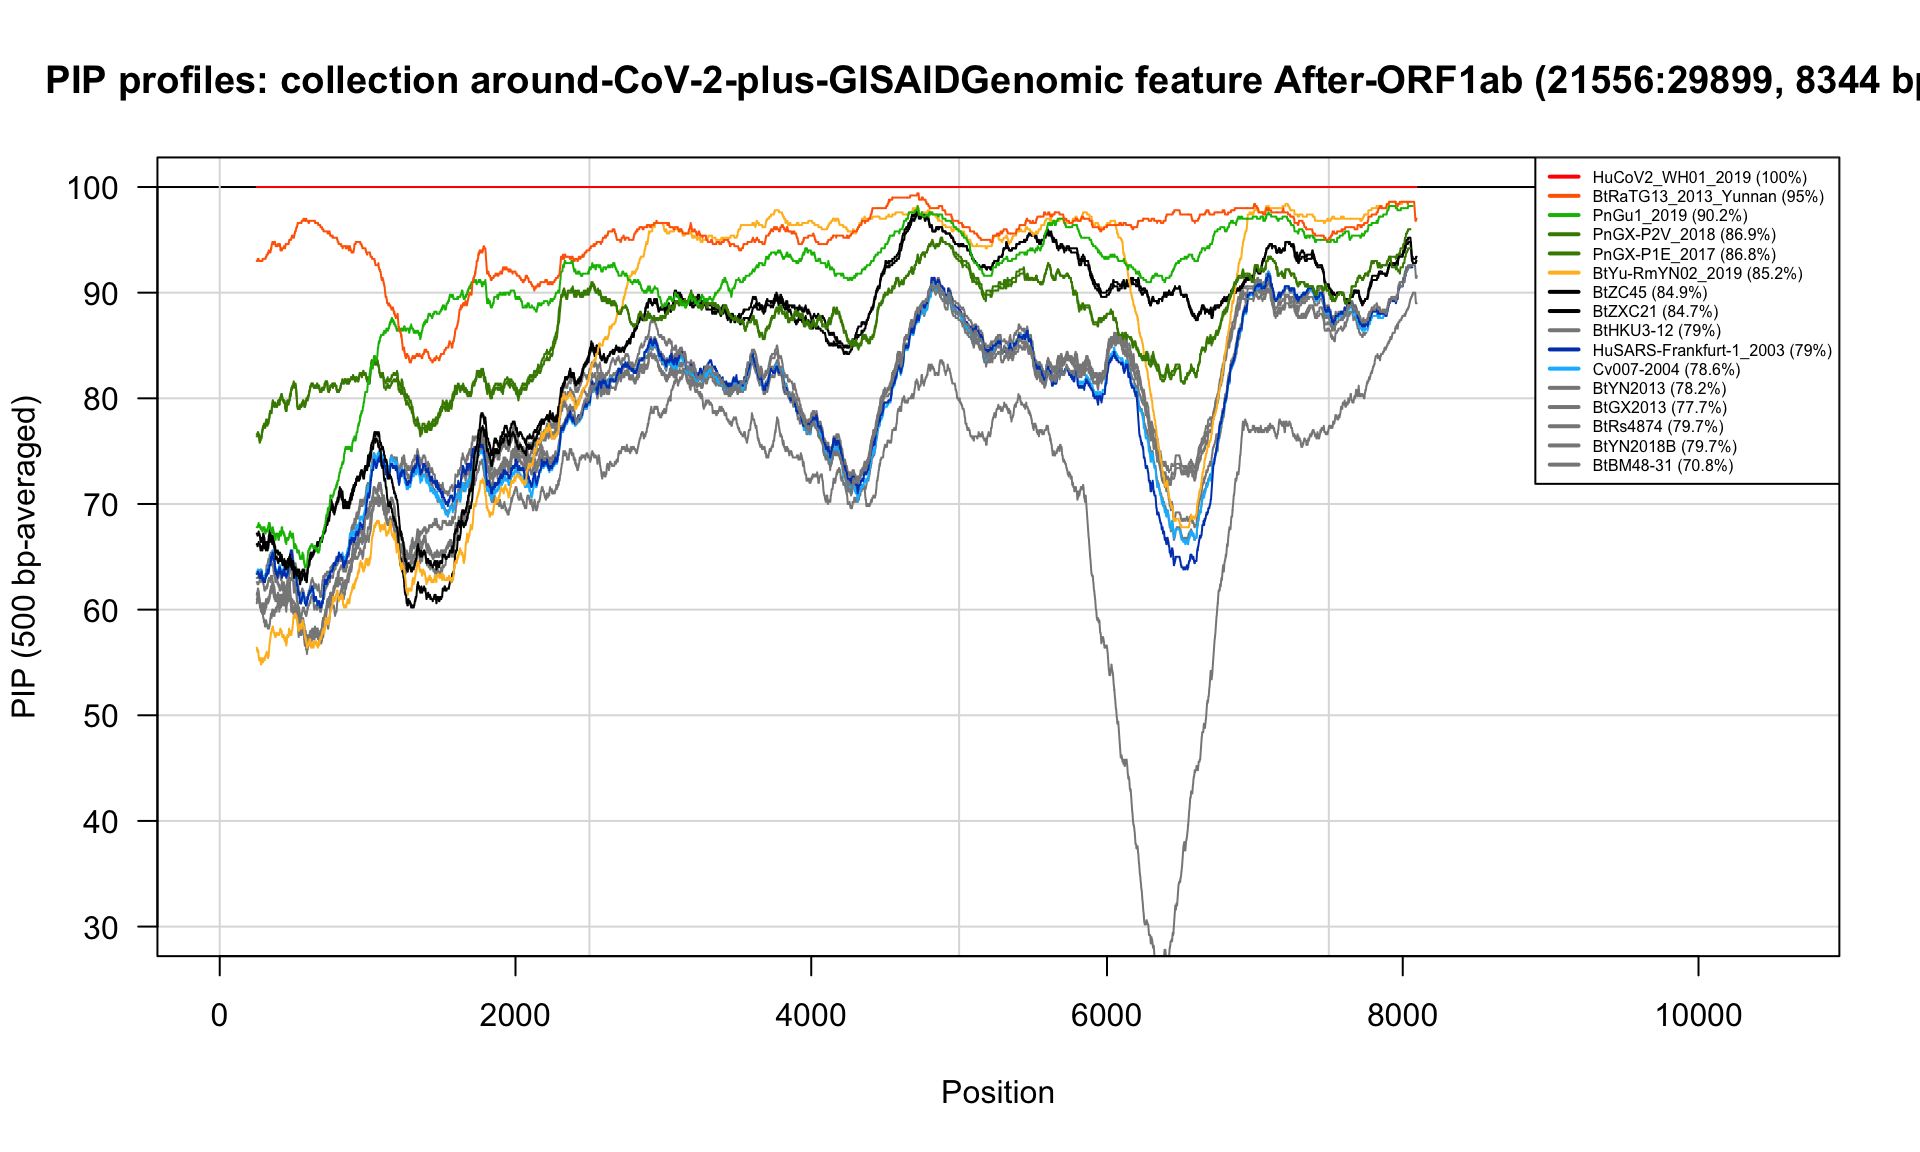 PIP profiles: collection around-CoV-2-plus-GISAIDGenomic feature After-ORF1ab (21556:29899, 8344 bp
HuCoV2_WH01_2019 (100%)
BtRaTG13_2013_Yunnan (95%)
PnGu1_2019 (90.2%)
PnGX-P2V_2018 (86.9%)
PnGX-P1E_2017 (86.8%)
BtYu-RmYN02_2019 (85.2%)
BtZC45 (84.9%)
BtZXC21 (84.7%)
BtHKU3-12 (79%)
HuSARS-Frankfurt-1_2003 (79%)
Cv007-2004 (78.6%)
BtYN2013 (78.2%)
BtGX2013 (77.7%)
BtRs4874 (79.7%)
BtYN2018B (79.7%)
BtBM48-31 (70.8%)
PIP (500 bp-averaged)
100
90
80
70
60
50
40
30
0 2000 4000 6000 8000 10000
Position